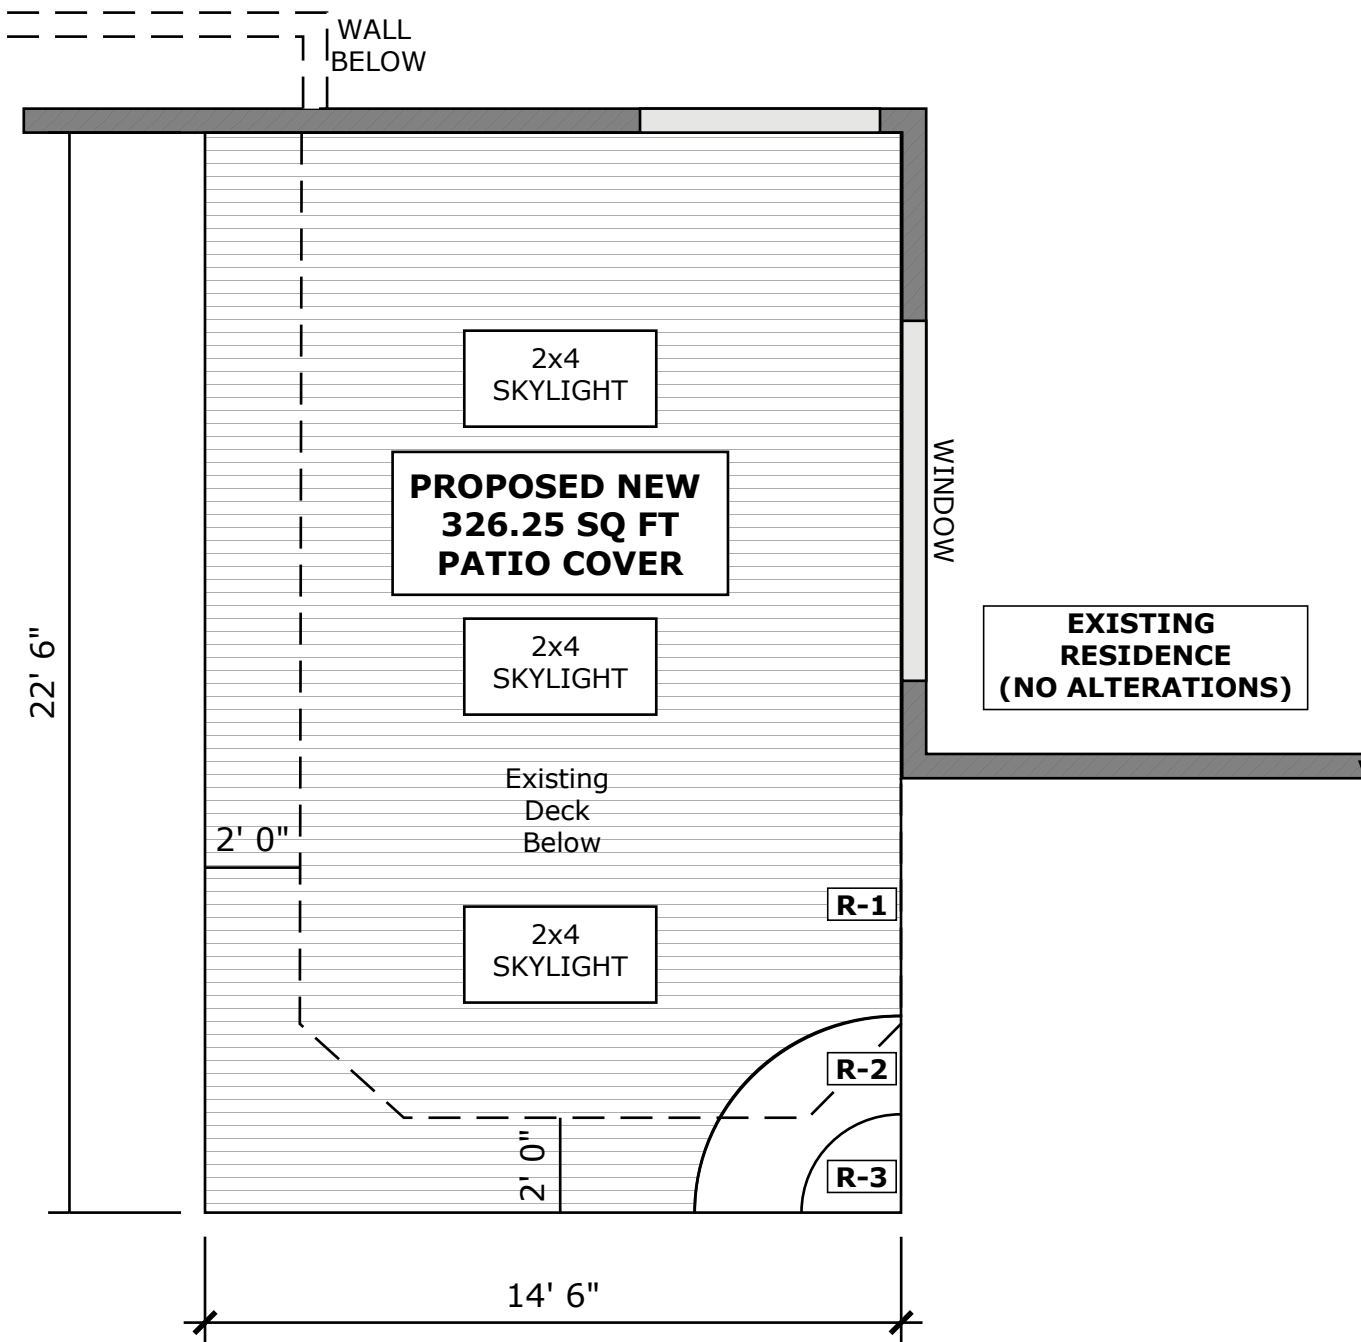 WALL
BELOW
2x4
SKYLIGHT
PROPOSED NEW
326.25 SQ FT
PATIO COVER
WINDOW
2x4
SKYLIGHT
EXISTING
RESIDENCE
(NO ALTERATIONS)
22' 6"
Existing
Deck
Below
2' 0"
R-1
2x4
SKYLIGHT
R-2
2' 0"
R-3
14' 6"